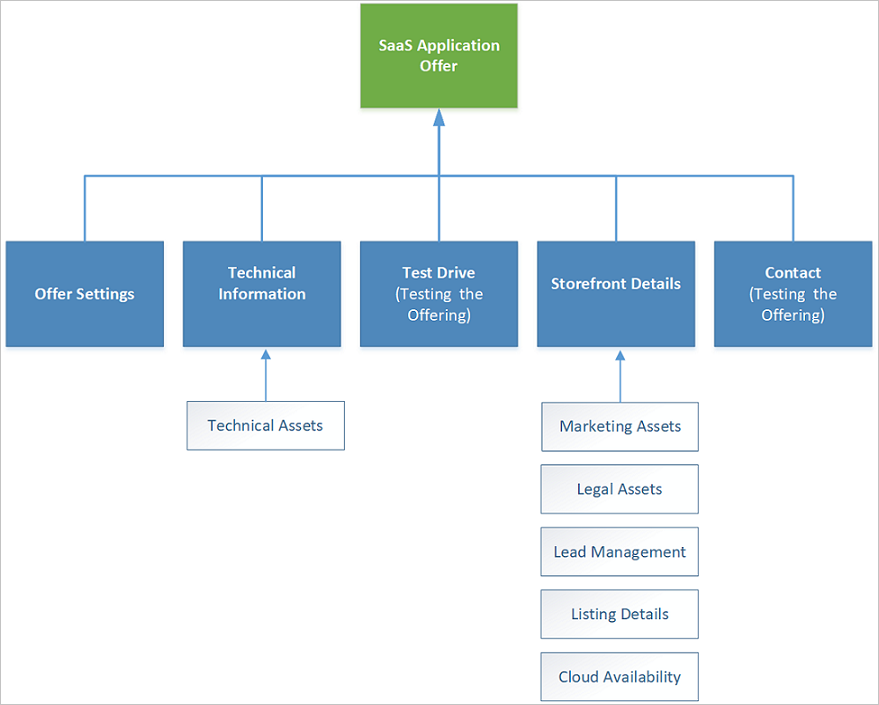 SaaS Application
Offer
Offer Settings
Technical
Information
Test Drive
(Testing the
Offering)
Storefront Details
Contact
(Testing the
Offering)
Technical Assets
Marketing Assets
Legal Assets
Lead Management
Listing Details
Cloud Availability